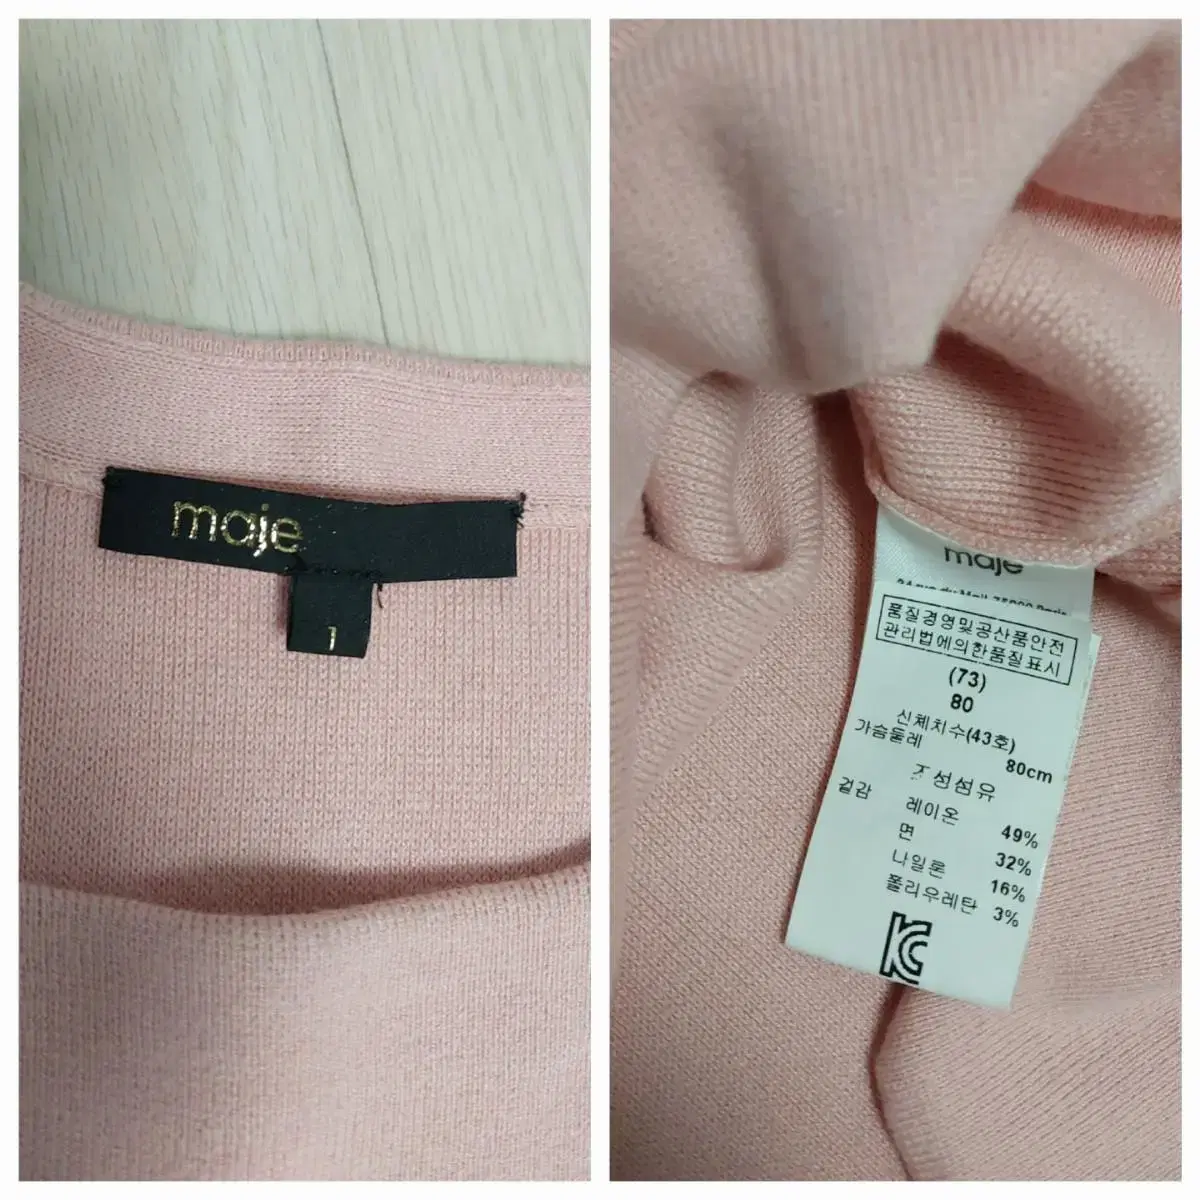 maje
1
maje
품질경영및공산품안전
관리법에의한품질표시
(73)
80
신체치수(43호)
가슴둘레 80cm
조성섬유
겉감 레이온 49%
면 32%
나일론 16%
폴리우레탄 3%
KC